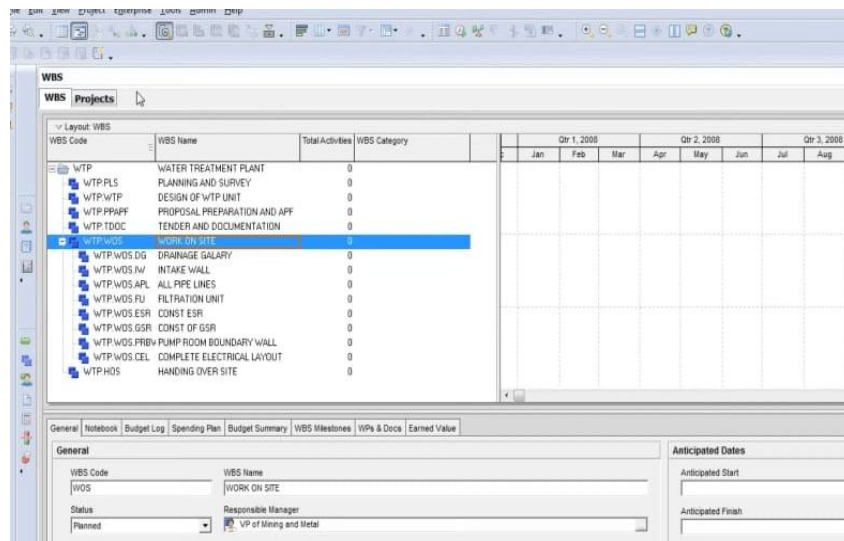 Edit View Project Enterprise Tools Admin Help
WBS
WBS Projects
Layout: WBS
WBS Code WBS Name Total Activities WBS Category Qtr 1, 2008 Qtr 2, 2008 Qtr 3, 2008
Jan Feb Mar Apr May Jun Jul Aug
WTP WATER TREATMENT PLANT 0
WTP.PLS PLANNING AND SURVEY 0
WTP.WTP DESIGN OF WTP UNIT 0
WTP.PPAPF PROPOSAL PREPARATION AND APF 0
WTP.TDOC TENDER AND DOCUMENTATION 0
WTP.WOS WORK ON SITE 0
WTP.WOS.DG DRAINAGE GALARY 0
WTP.WOS.IW INTAKE WALL 0
WTP.WOS.APL ALL PIPE LINES 0
WTP.WOS.FU FILTRATION UNIT 0
WTP.WOS.ESR CONST ESR 0
WTP.WOS.GSR CONST OF GSR 0
WTP.WOS.PRBW PUMP ROOM BOUNDARY WALL 0
WTP.WOS.CEL COMPLETE ELECTRICAL LAYOUT 0
WTP.HOS HANDING OVER SITE 0
General Notebook Budget Log Spending Plan Budget Summary WBS Milestones WPs & Docs Earned Value
General Anticipated Dates
WBS Code WBS Name Anticipated Start
WOS WORK ON SITE
Status Responsible Manager Anticipated Finish
Planned VP of Mining and Metal